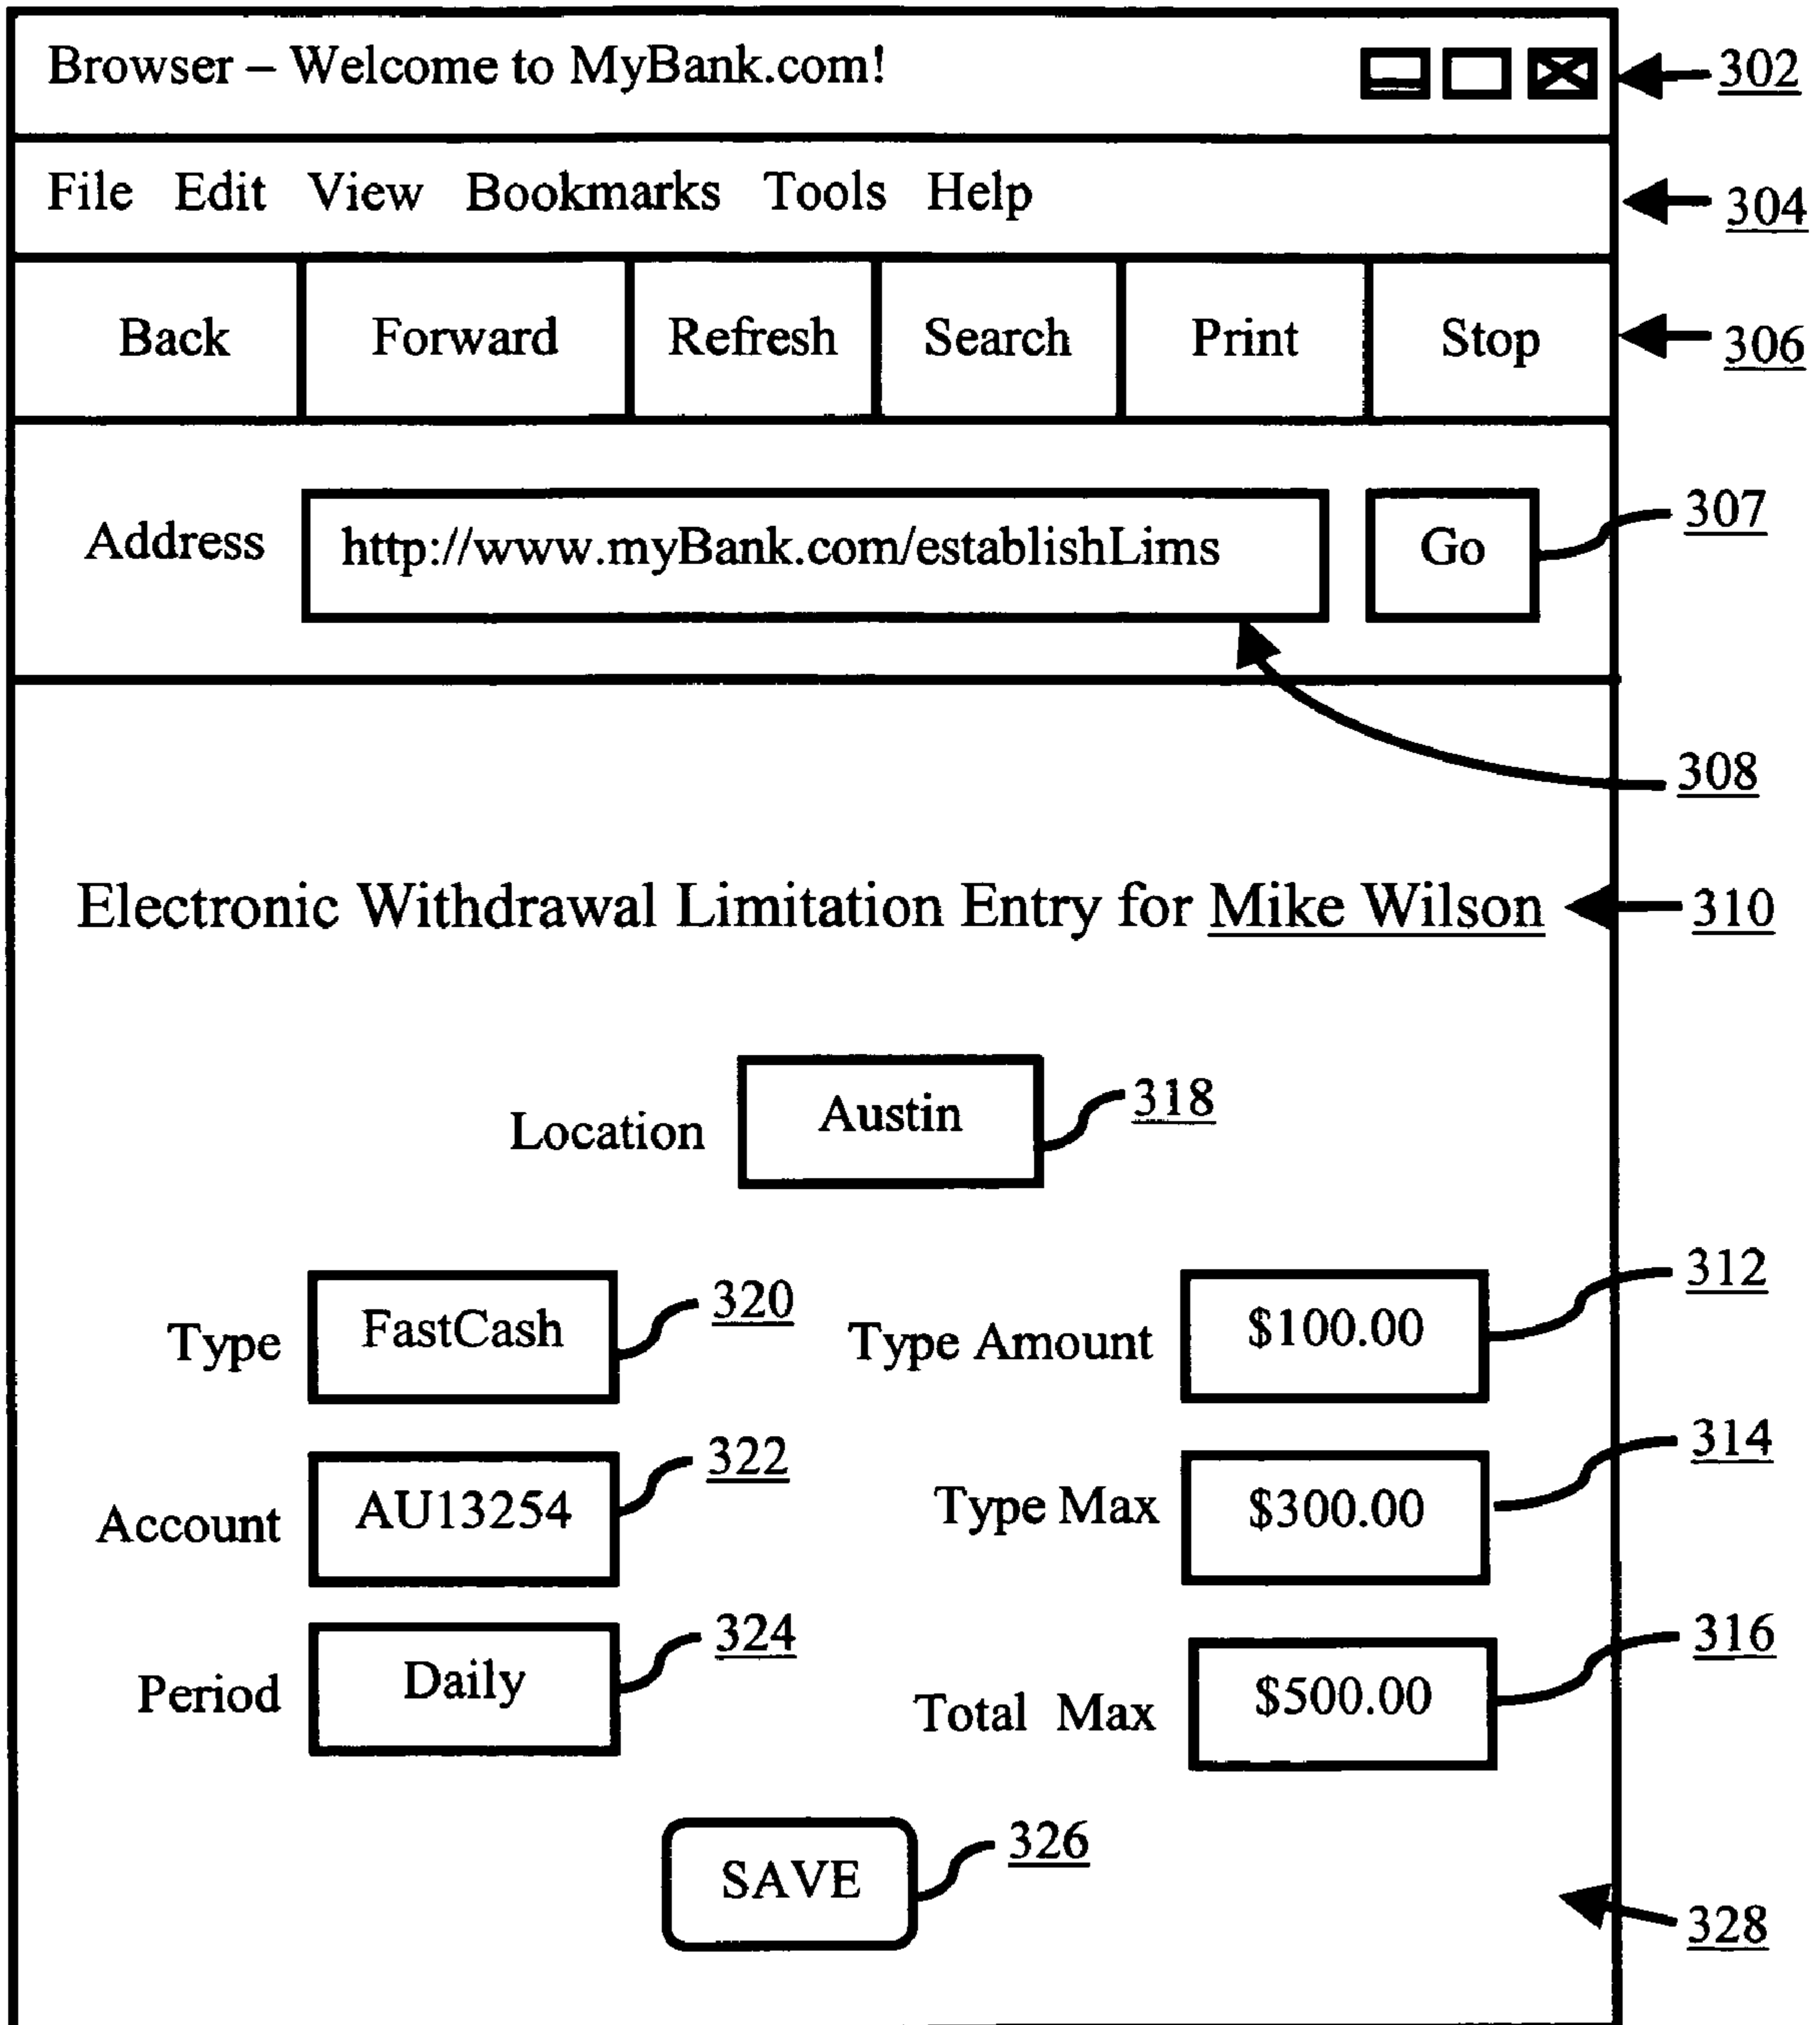 Browser – Welcome to MyBank.com! 302
File Edit View Bookmarks Tools Help 304
Back Forward Refresh Search Print Stop 306
307
Address http://www.myBank.com/establishLims Go
308
Electronic Withdrawal Limitation Entry for Mike Wilson 310
Location Austin 318
Type FastCash 320 Type Amount $100.00 312
Account AU13254 322 Type Max $300.00 314
Period Daily 324 Total Max $500.00 316
SAVE 326
328